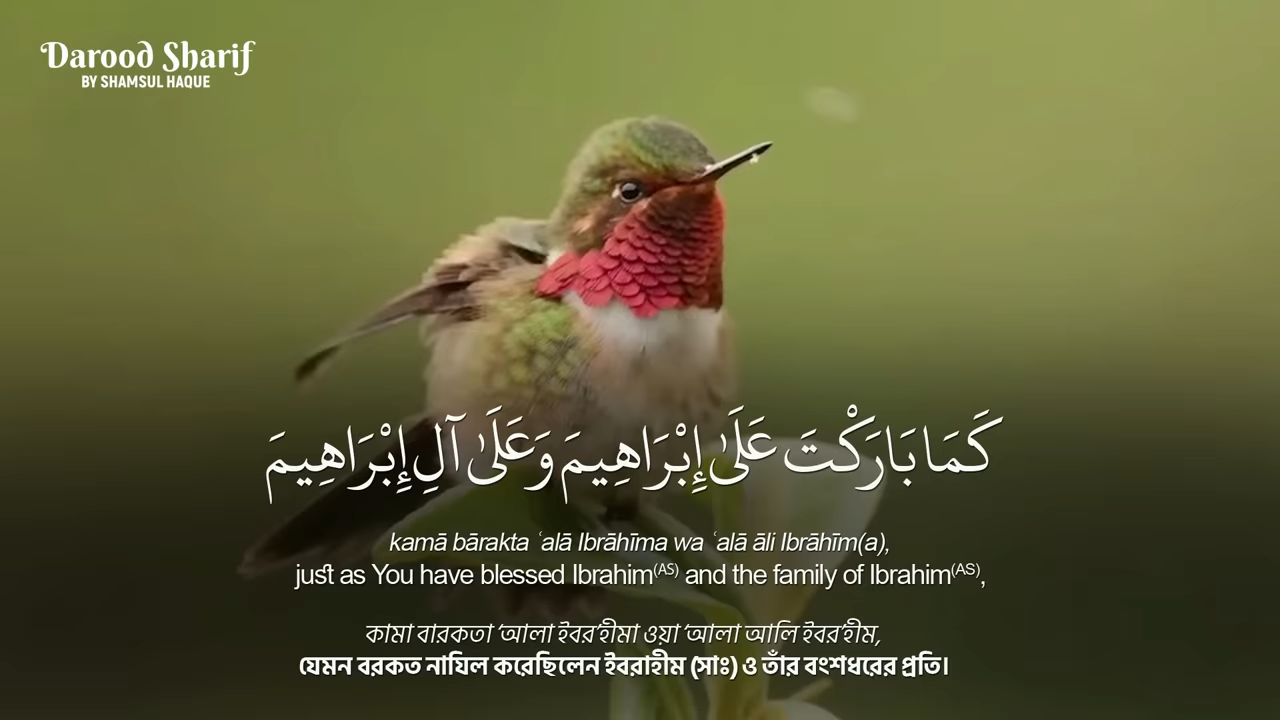 Darood Sharif
BY SHAMSUL HAQUE
كَمَا بَارَكْتَ عَلَىٰ إِبْرَاهِيمَ وَعَلَىٰ آلِ إِبْرَاهِيمَ
kamā bārakta ʿalā Ibrāhīma wa ʿalā āli Ibrāhīm(a),
just as You have blessed Ibrahim(AS) and the family of Ibrahim(AS),
কামা বারকতা ‘আলা ইবর‘হীমা ওয়া ‘আলা আলি ইবর‘হীম,
যেমন বরকত নাযিল করেছিলেন ইবরাহীম (সাঃ) ও তাঁর বংশধরের প্রতি।